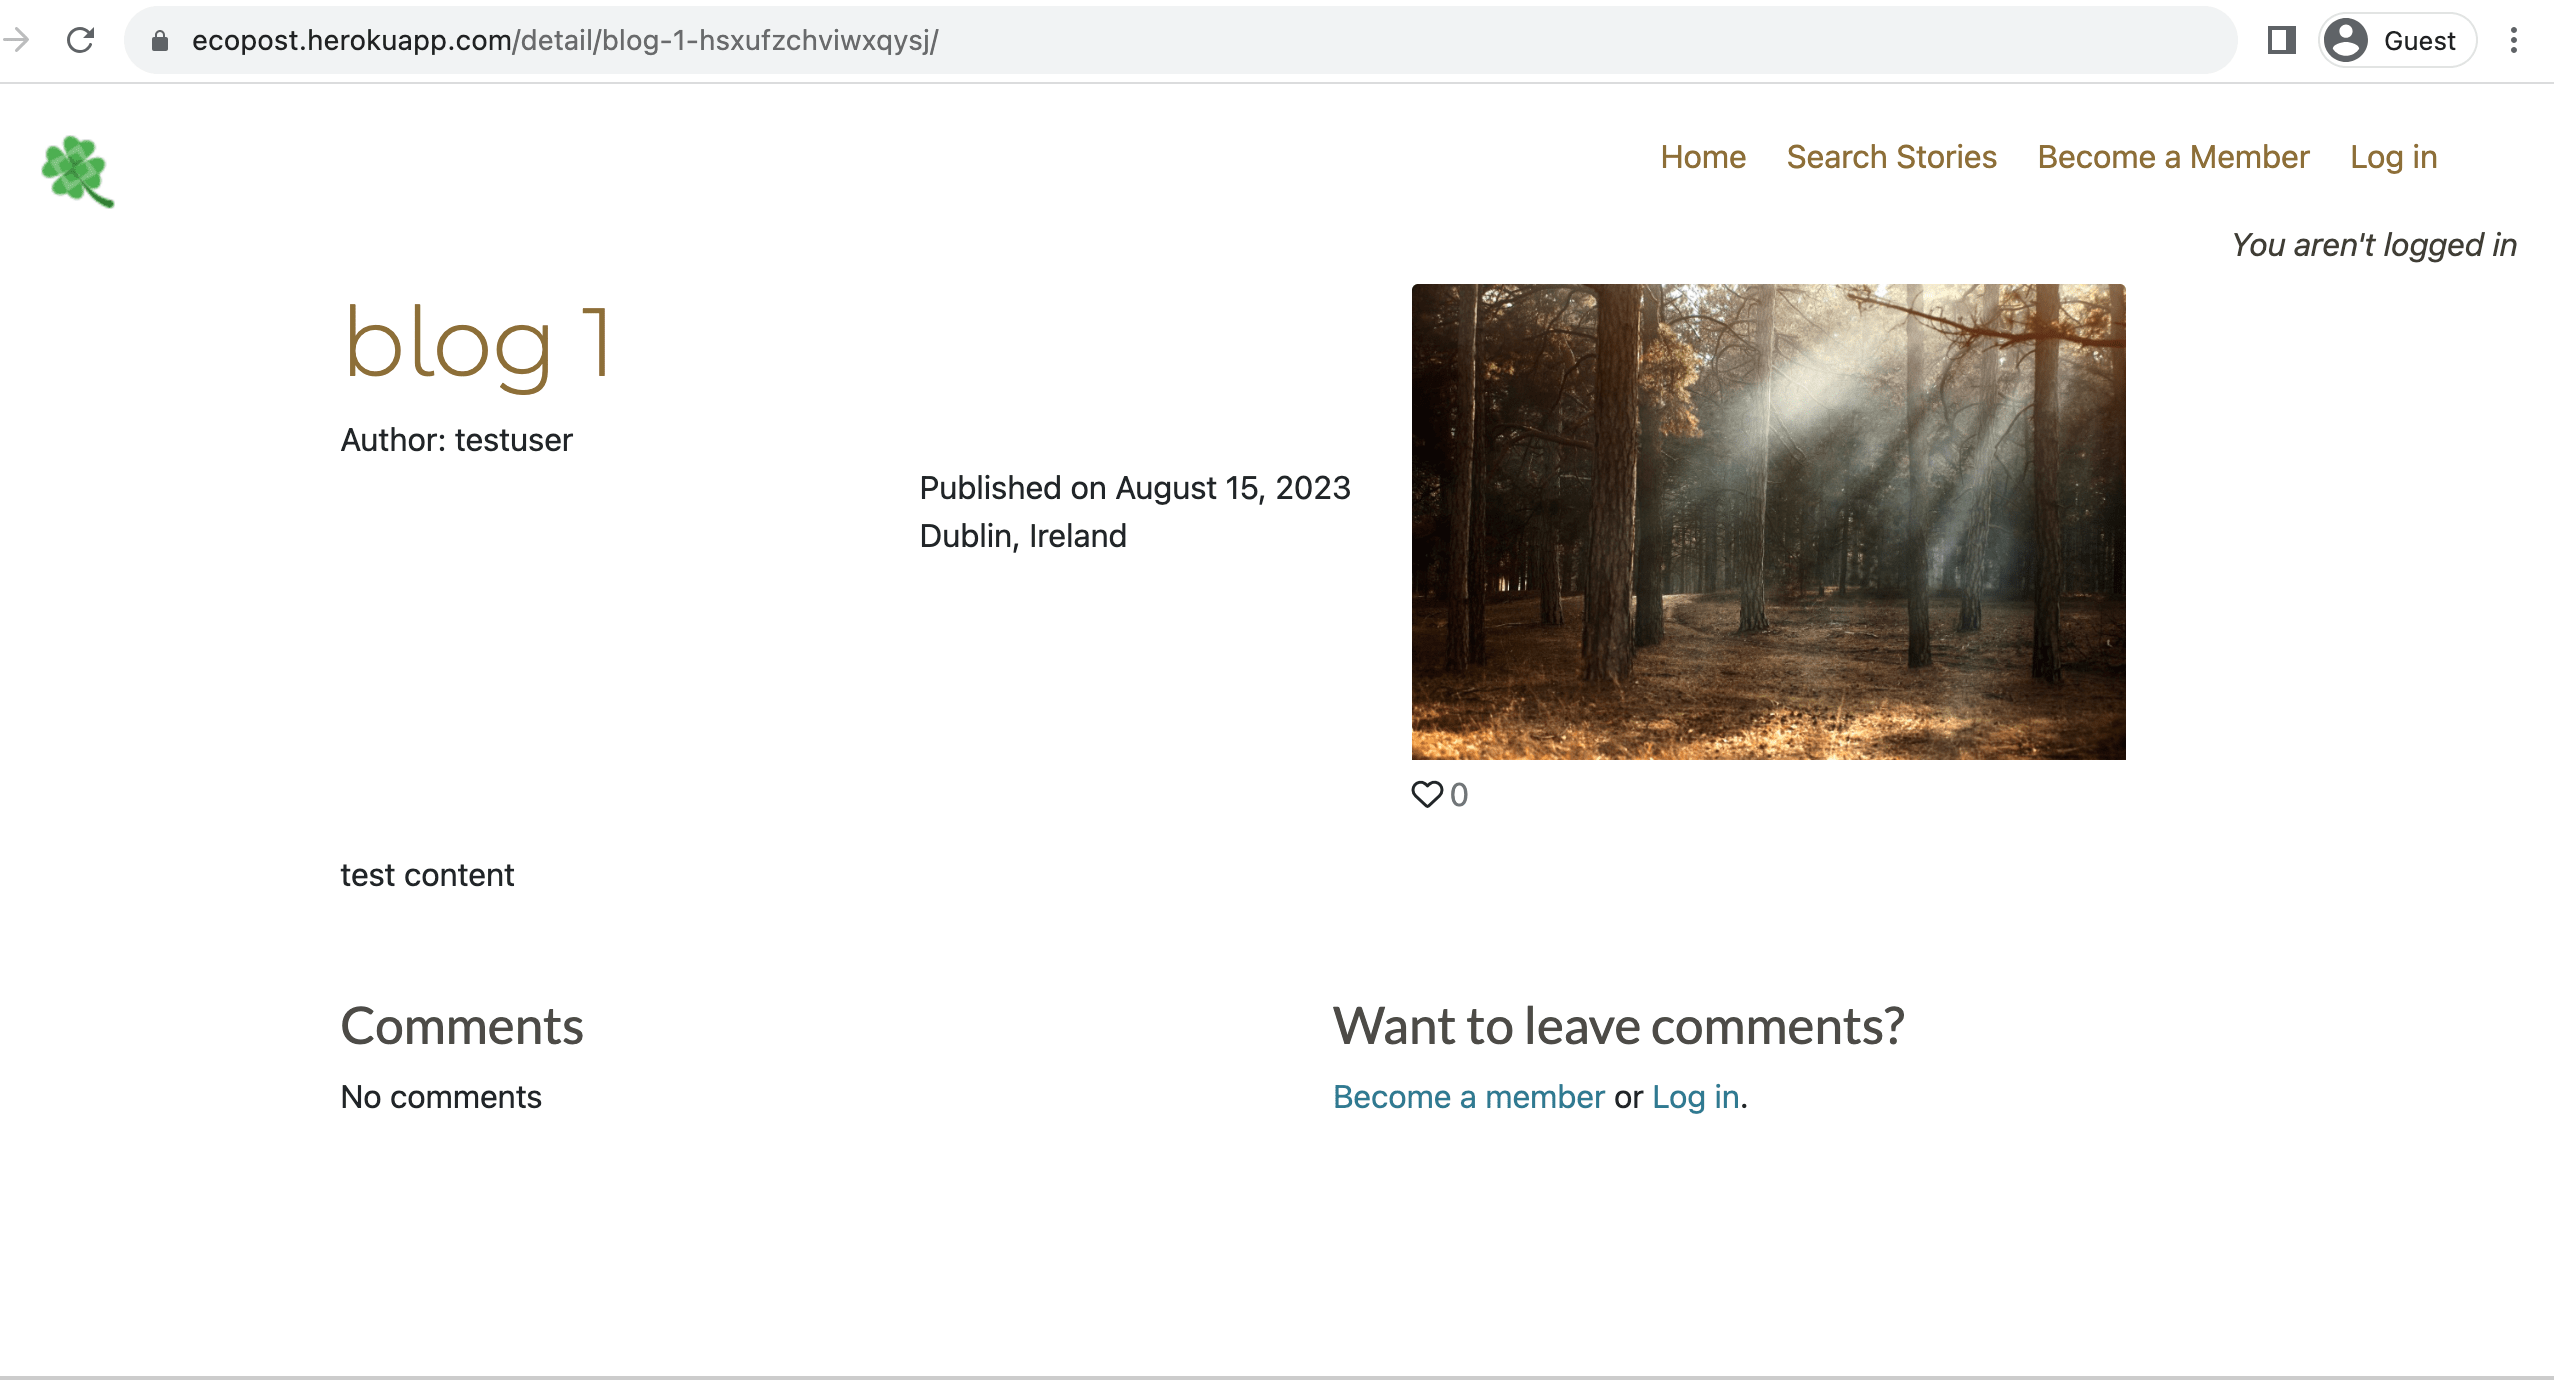 ecopost.herokuapp.com/detail/blog-1-hsxufzchviwxqysj/
Guest
Home Search Stories Become a Member Log in
You aren't logged in
blog 1
Author: testuser
Published on August 15, 2023
Dublin, Ireland
0
test content
Comments
No comments
Want to leave comments?
Become a member or Log in.